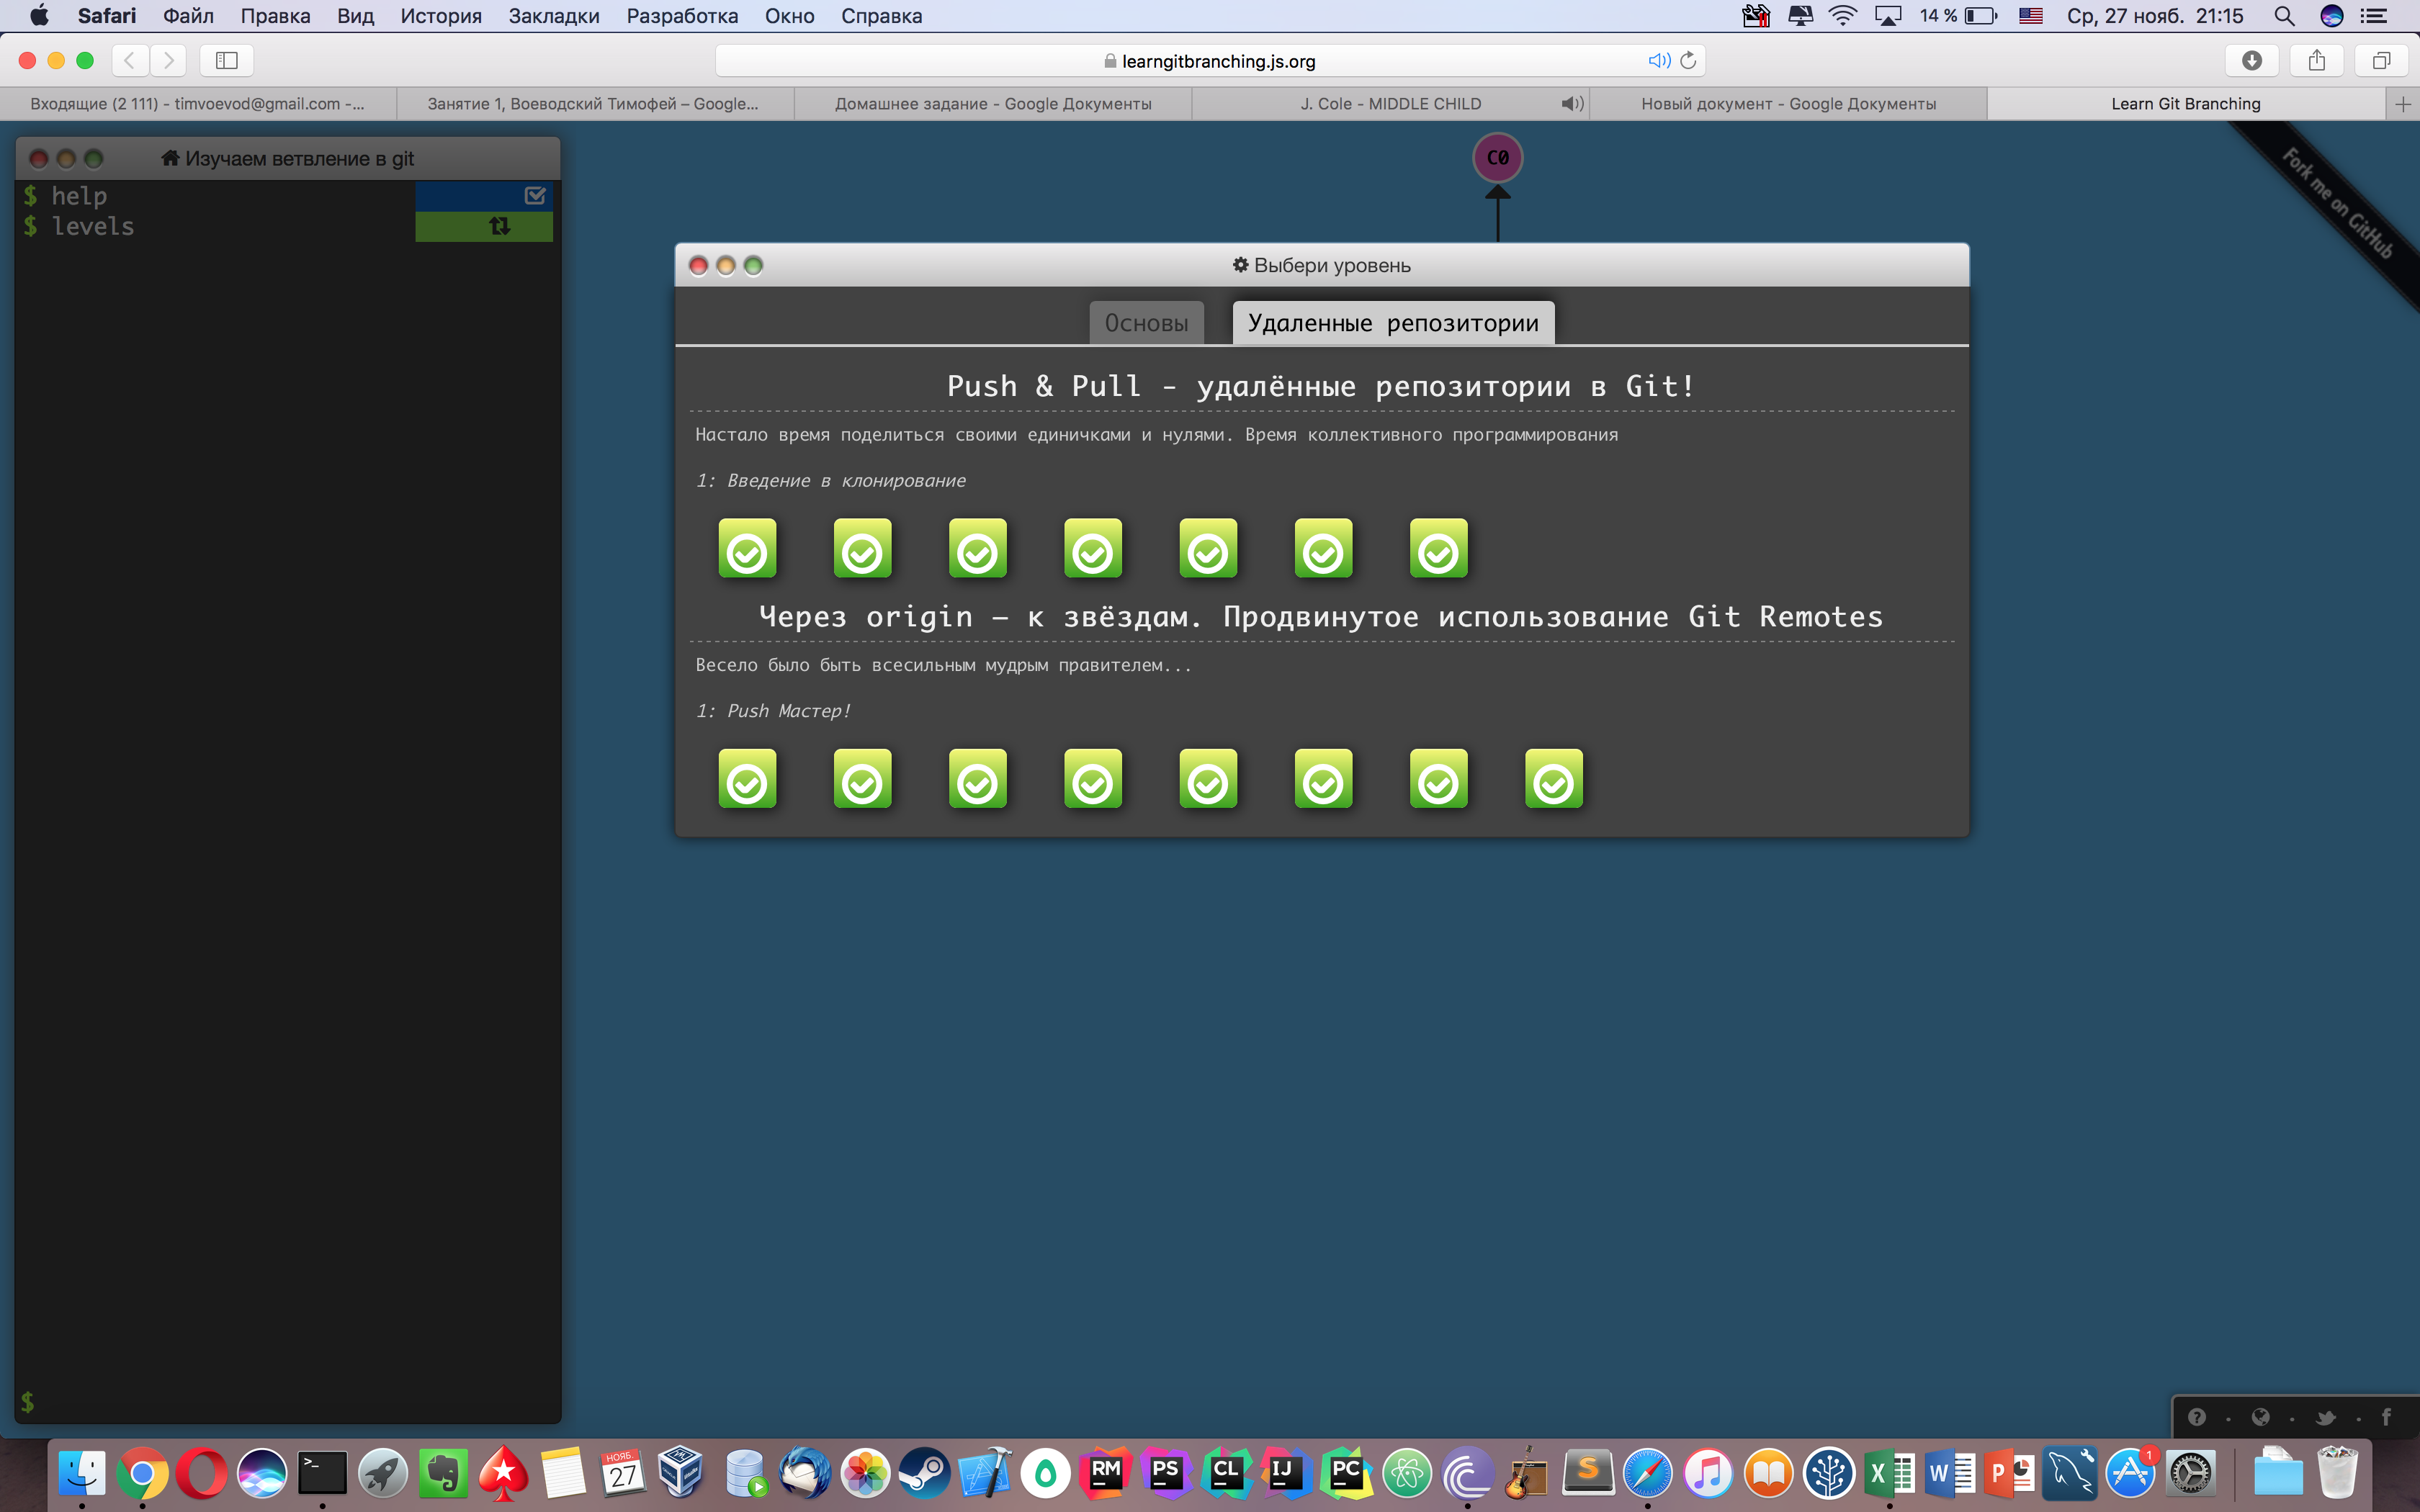 Safari Файл Правка Вид История Закладки Разработка Окно Справка 14 % Ср, 27 нояб. 21:15
learngitbranching.js.org
Входящие (2 111) - timvoevod@gmail.com -... Занятие 1, Воеводский Тимофей – Google... Домашнее задание - Google Документы J. Cole - MIDDLE CHILD Новый документ - Google Документы Learn Git Branching
Изучаем ветвление в git
$ help
$ levels
C0
Fork me on GitHub
Выбери уровень
Основы Удаленные репозитории
Push & Pull - удалённые репозитории в Git!
Настало время поделиться своими единичками и нулями. Время коллективного программирования
1: Введение в клонирование
Через origin – к звёздам. Продвинутое использование Git Remotes
Весело было быть всесильным мудрым правителем...
1: Push Мастер!
$
НОЯБ.
27
RM PS CL IJ PC S X W P 1